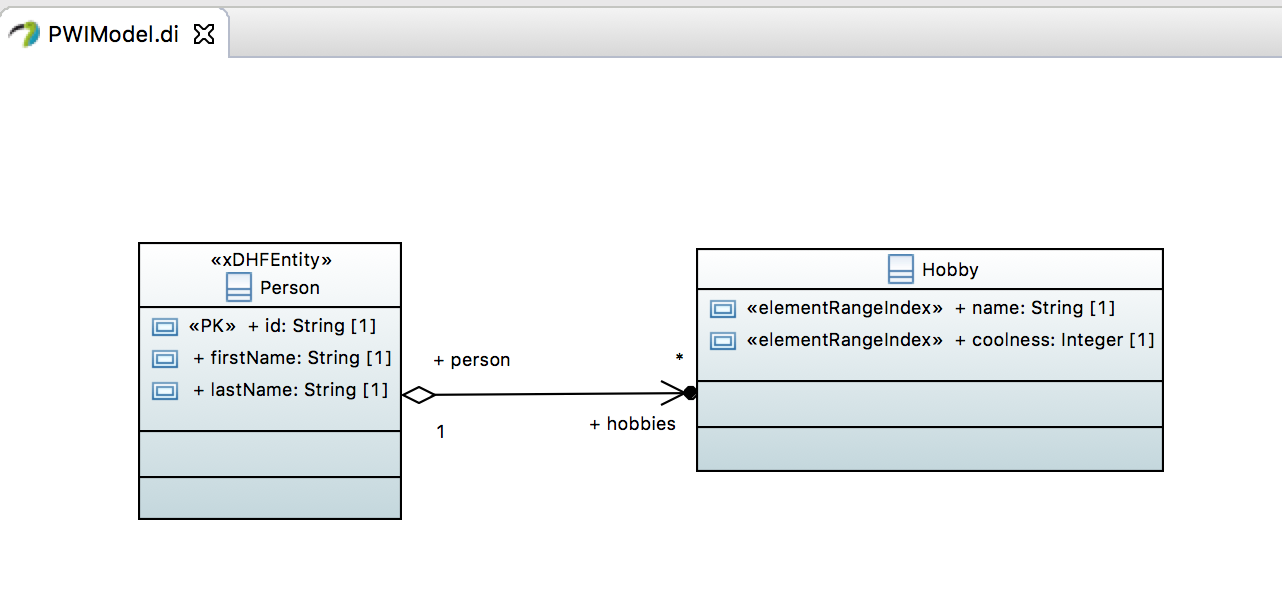 PWIModel.di
«xDHFEntity»
Person
«PK» + id: String [1]
+ firstName: String [1]
+ lastName: String [1]
+ person
1
*
+ hobbies
Hobby
«elementRangeIndex» + name: String [1]
«elementRangeIndex» + coolness: Integer [1]